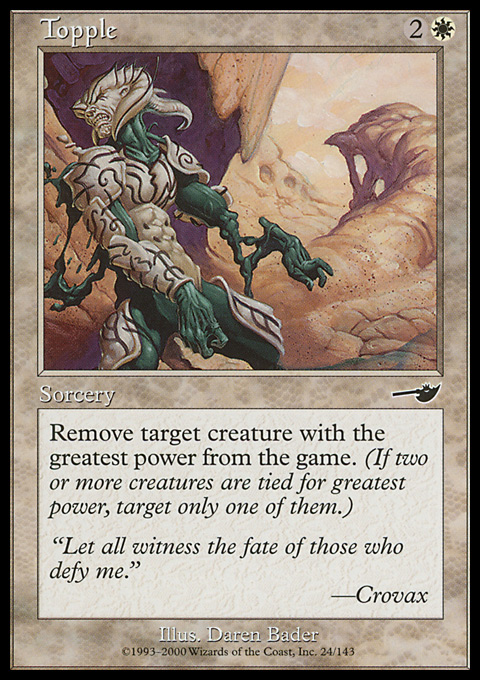 Topple 2
Sorcery
Remove target creature with the
greatest power from the game. (If two
or more creatures are tied for greatest
power, target only one of them.)
“Let all witness the fate of those who
defy me.”
—Crovax
Illus. Daren Bader
©1993–2000 Wizards of the Coast, Inc. 24/143